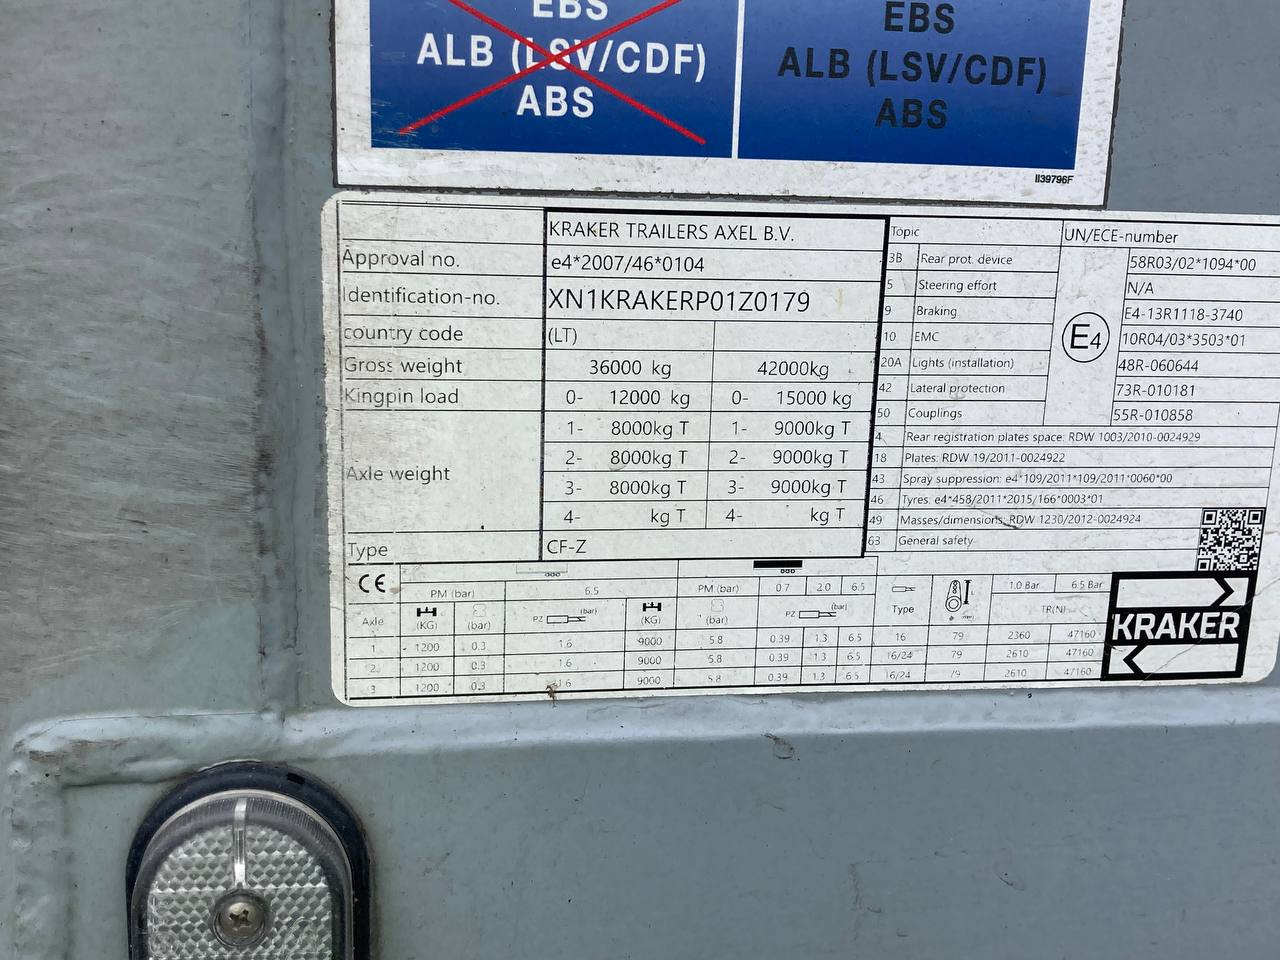 EBS EBS
ALB (LSV/CDF) ALB (LSV/CDF)
ABS ABS
II39796F
KRAKER TRAILERS AXEL B.V.
Approval no. e4*2007/46*0104
Identification-no. XN1KRAKERP01Z0179
country code (LT)
Gross weight 36000 kg 42000kg
Kingpin load 0- 12000 kg 0- 15000 kg
Axle weight
1- 8000kg T 1- 9000kg T
2- 8000kg T 2- 9000kg T
3- 8000kg T 3- 9000kg T
4- kg T 4- kg T
Type CF-Z
Topic UN/ECE-number
3B Rear prot. device 58R03/02*1094*00
5 Steering effort N/A
9 Braking E4-13R1118-3740
10 EMC 10R04/03*3503*01
20A Lights (installation) 48R-060644
42 Lateral protection 73R-010181
50 Couplings 55R-010858
E4
4 Rear registration plates space: RDW 1003/2010-0024929
18 Plates: RDW 19/2011-0024922
43 Spray suppression: e4*109/2011*109/2011*0060*00
46 Tyres: e4*458/2011*2015/166*0003*01
49 Masses/dimensions: RDW 1230/2012-0024924
63 General safety
CE PM (bar) 6.5 PM (bar) 0.7 2.0 6.5 1.0 Bar 6.5 Bar
Axle (KG) (bar) PZ (bar) (KG) (bar) PZ (bar) Type TR(N)
1 1200 0.3 1.6 9000 5.8 0.39 1.3 6.5 16 79 2360 47160
2 1200 0.3 1.6 9000 5.8 0.39 1.3 6.5 16/24 79 2610 47160
3 1200 0.3 1.6 9000 5.8 0.39 1.3 6.5 16/24 79 2610 47160
KRAKER